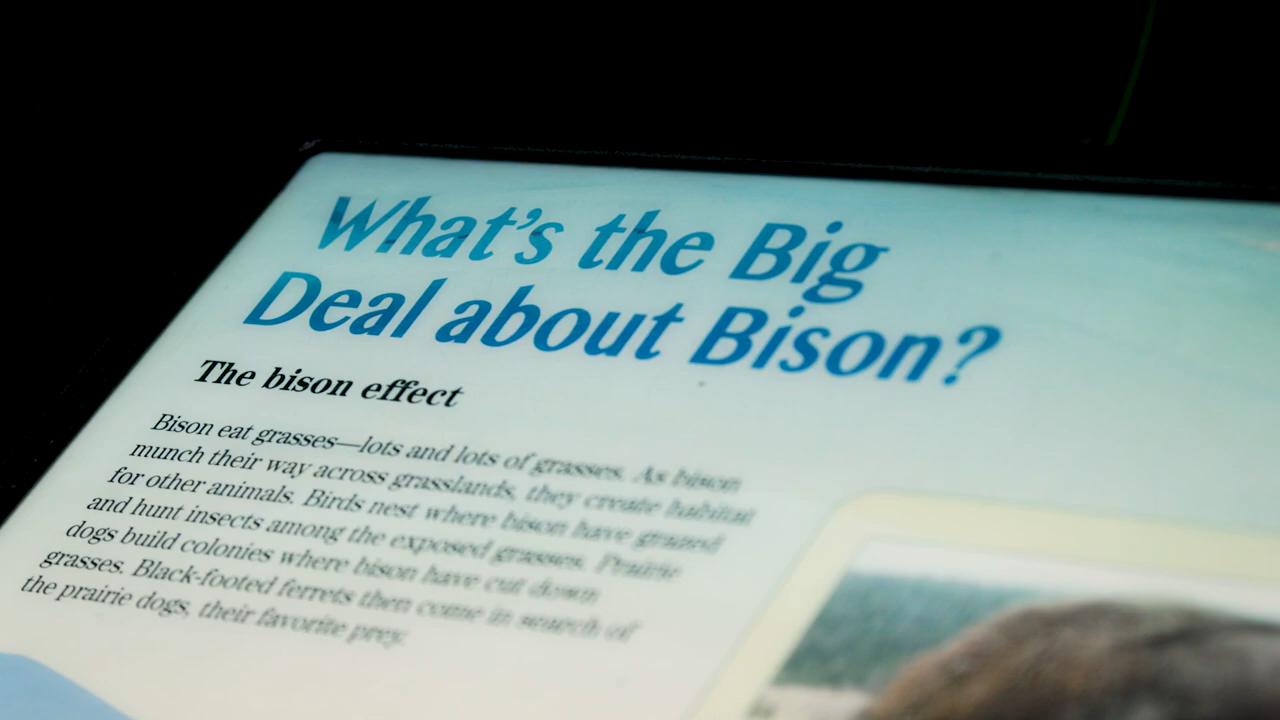 What's the Big
Deal about Bison?
The bison effect
Bison eat grasses—lots and lots of grasses. As bison
munch their way across grasslands, they create habitat
for other animals. Birds nest where bison have grazed
and hunt insects among the exposed grasses. Prairie
dogs build colonies where bison have cut down
grasses. Black-footed ferrets then come in search of
the prairie dogs, their favorite prey.